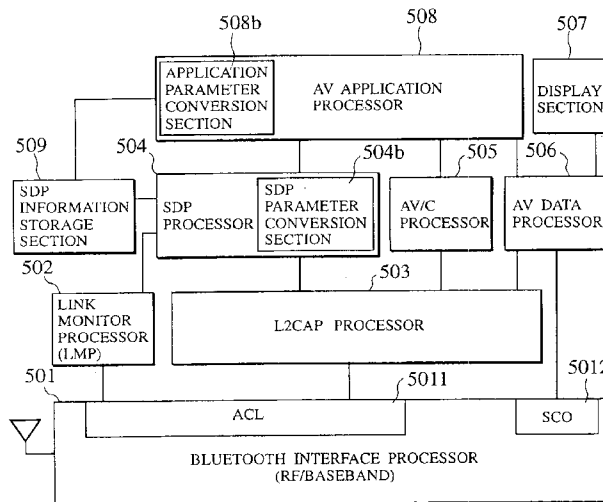 508b
508
507
APPLICATION
PARAMETER
CONVERSION
SECTION
AV APPLICATION
PROCESSOR
DISPLAY
SECTION
509
504
504b
505
506
SDP
INFORMATION
STORAGE
SECTION
SDP
PROCESSOR
SDP
PARAMETER
CONVERSION
SECTION
AV/C
PROCESSOR
AV DATA
PROCESSOR
502
503
LINK
MONITOR
PROCESSOR
(LMP)
L2CAP PROCESSOR
501
5011
5012
ACL
SCO
BLUETOOTH INTERFACE PROCESSOR
(RF/BASEBAND)